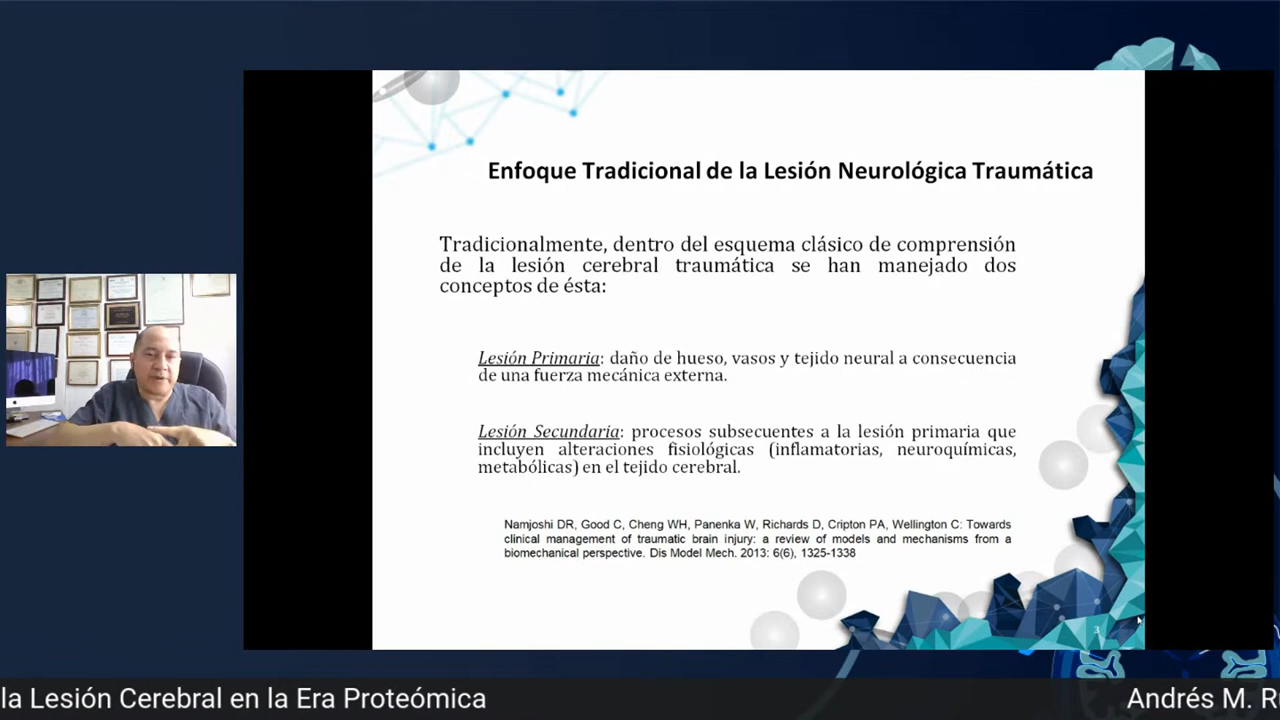 Enfoque Tradicional de la Lesión Neurológica Traumática
Tradicionalmente, dentro del esquema clásico de comprensión
de la lesión cerebral traumática se han manejado dos
conceptos de ésta:
Lesión Primaria: daño de hueso, vasos y tejido neural a consecuencia
de una fuerza mecánica externa.
Lesión Secundaria: procesos subsecuentes a la lesión primaria que
incluyen alteraciones fisiológicas (inflamatorias, neuroquímicas,
metabólicas) en el tejido cerebral.
Namjoshi DR, Good C, Cheng WH, Panenka W, Richards D, Cripton PA, Wellington C: Towards
clinical management of traumatic brain injury: a review of models and mechanisms from a
biomechanical perspective. Dis Model Mech. 2013: 6(6), 1325-1338
3
la Lesión Cerebral en la Era Proteómica
Andrés M. R